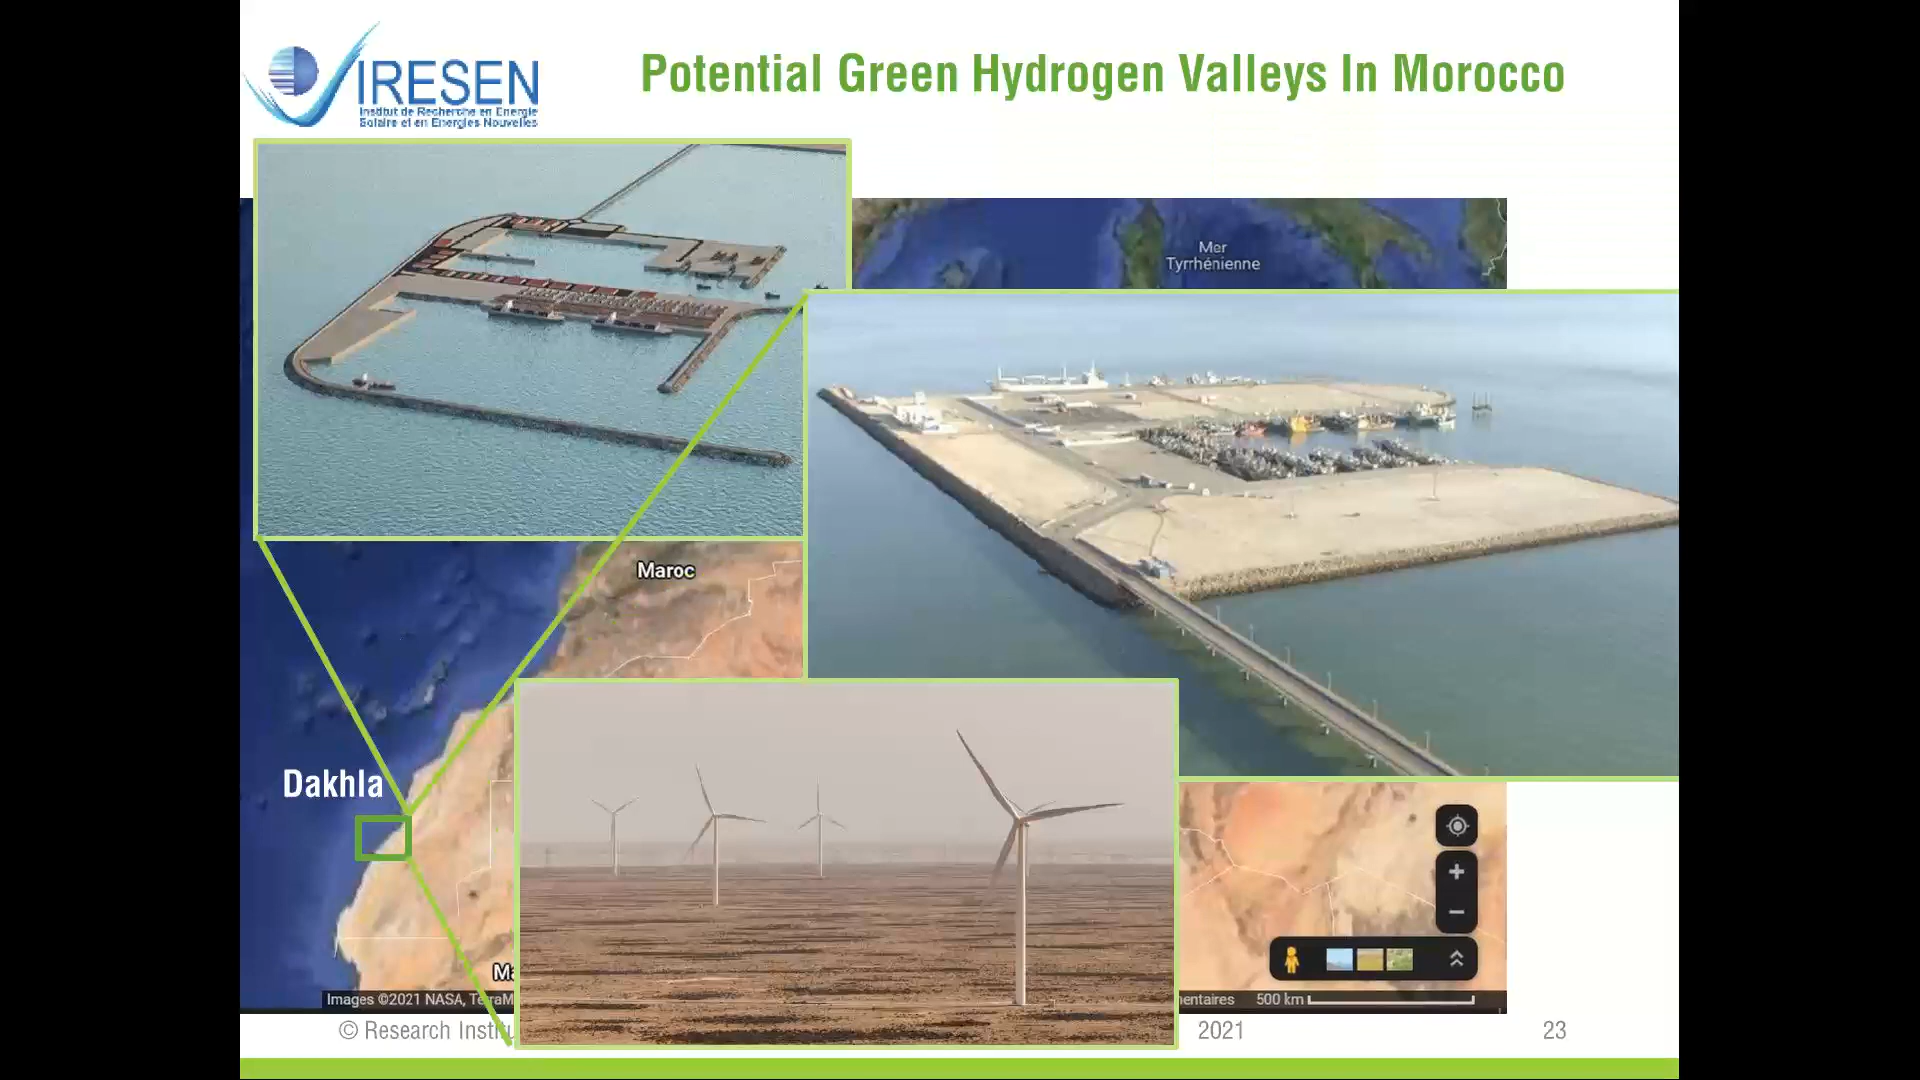 IRESEN
Institut de Recherche en Energie
Solaire et en Energies Nouvelles
Potential Green Hydrogen Valleys In Morocco
Mer
Tyrrhénienne
Maroc
Dakhla
Images ©2021 NASA,
500 km
© Research
2021
23